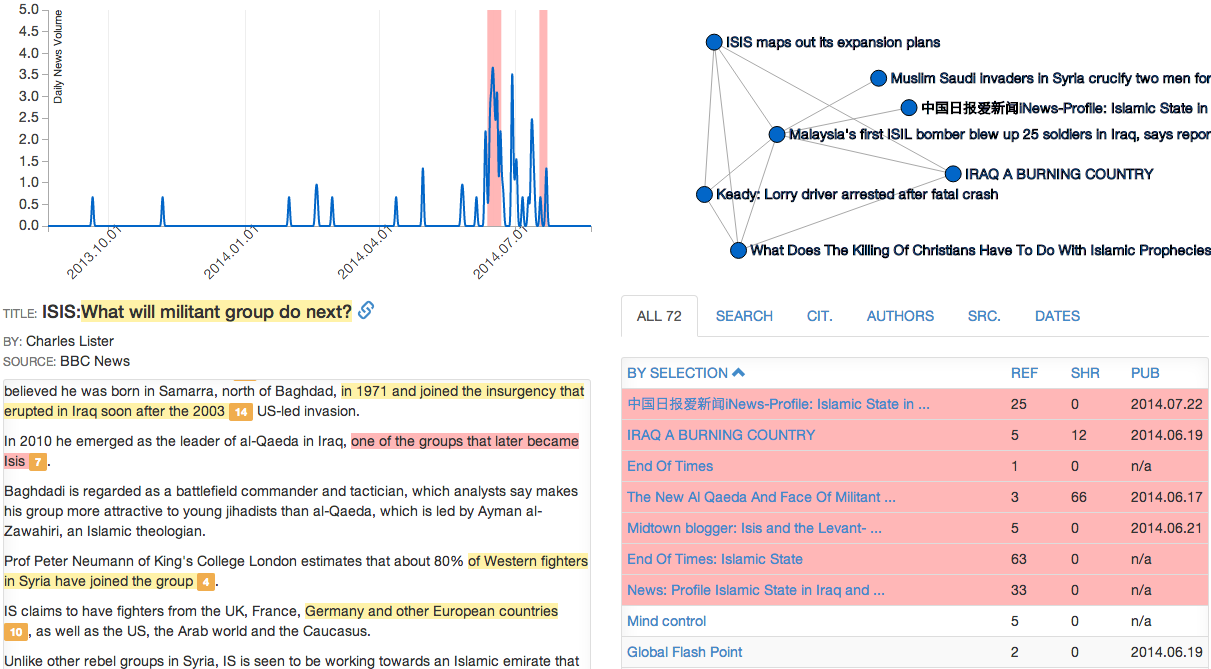 5.0
4.5
4.0
3.5
3.0
2.5
2.0
1.5
1.0
0.5
0.0
Daily News Volume
2013.10.01
2014.01.01
2014.04.01
2014.07.01
ISIS maps out its expansion plans
Muslim Saudi invaders in Syria crucify two men for
中国日报爱新闻iNews-Profile: Islamic State in
Malaysia's first ISIL bomber blew up 25 soldiers in Iraq, says repor
IRAQ A BURNING COUNTRY
Keady: Lorry driver arrested after fatal crash
What Does The Killing Of Christians Have To Do With Islamic Prophecies
TITLE: ISIS:What will militant group do next?
BY: Charles Lister
SOURCE: BBC News
believed he was born in Samarra, north of Baghdad, in 1971 and joined the insurgency that
erupted in Iraq soon after the 2003 14 US-led invasion.
In 2010 he emerged as the leader of al-Qaeda in Iraq, one of the groups that later became
Isis 7.
Baghdadi is regarded as a battlefield commander and tactician, which analysts say makes
his group more attractive to young jihadists than al-Qaeda, which is led by Ayman al-
Zawahiri, an Islamic theologian.
Prof Peter Neumann of King's College London estimates that about 80% of Western fighters
in Syria have joined the group 4.
IS claims to have fighters from the UK, France, Germany and other European countries
10, as well as the US, the Arab world and the Caucasus.
Unlike other rebel groups in Syria, IS is seen to be working towards an Islamic emirate that
ALL 72 SEARCH CIT. AUTHORS SRC. DATES
BY SELECTION REF SHR PUB
中国日报爱新闻iNews-Profile: Islamic State in ... 25 0 2014.07.22
IRAQ A BURNING COUNTRY 5 12 2014.06.19
End Of Times 1 0 n/a
The New Al Qaeda And Face Of Militant ... 3 66 2014.06.17
Midtown blogger: Isis and the Levant- ... 5 0 2014.06.21
End Of Times: Islamic State 63 0 n/a
News: Profile Islamic State in Iraq and ... 33 0 n/a
Mind control 5 0 n/a
Global Flash Point 2 0 2014.06.19